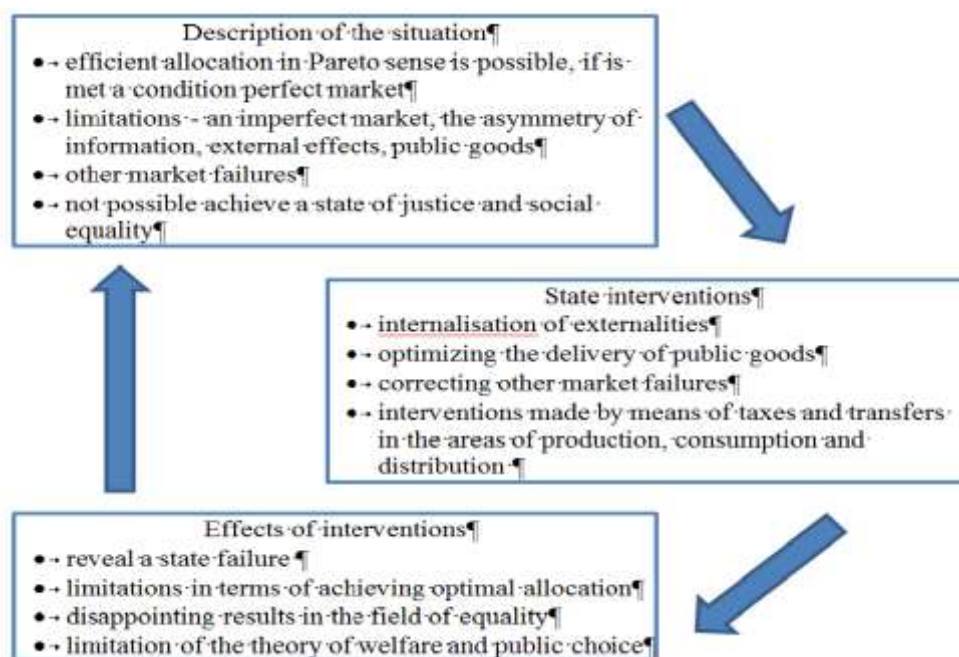 Description of the situation¶
●→efficient·allocation·in·Pareto·sense·is·possible,·if·is·
met·a·condition·perfect·market¶
●→limitations·-·an·imperfect·market,·the·asymmetry·of·
information,·external·effects,·public·goods¶
●→other·market·failures¶
●→not·possible·achieve·a·state·of·justice·and·social·
equality¶
State·interventions¶
●→internalisation·of·externalities¶
●→optimizing·the·delivery·of·public·goods¶
●→correcting·other·market·failures¶
●→interventions·made·by·means·of·taxes·and·transfers·
in·the·areas·of·production,·consumption·and·
distribution·¶
Effects·of·interventions¶
●→reveal·a·state·failure·¶
●→limitations·in·terms·of·achieving·optimal·allocation¶
●→disappointing·results·in·the·field·of·equality¶
●→limitation·of·the·theory·of·welfare·and·public·choice¶